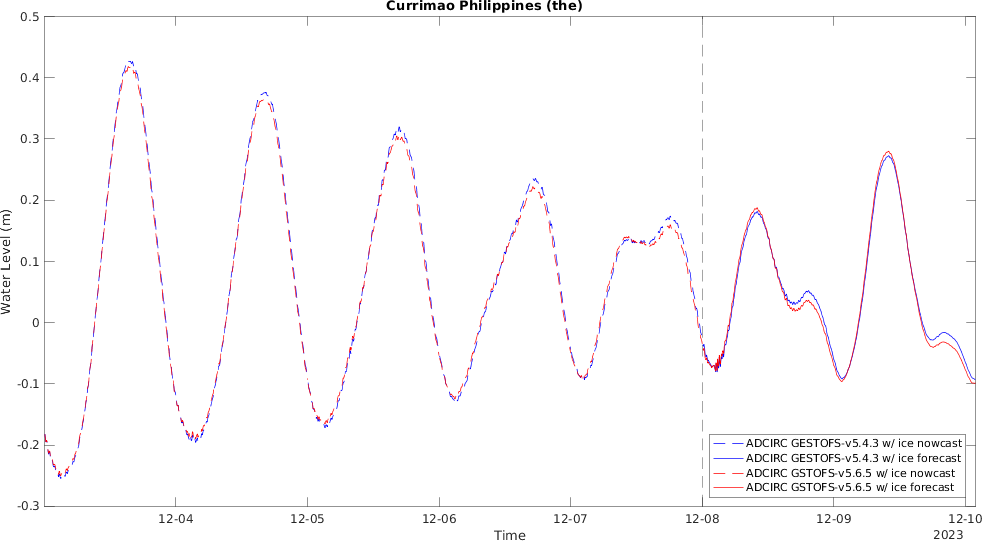 Currimao Philippines (the)
0.5
0.4
0.3
0.2
0.1
0
-0.1
-0.2
-0.3
Water Level (m)
12-04
12-05
12-06
12-07
12-08
12-09
12-10
Time
2023
ADCIRC GESTOFS-v5.4.3 w/ ice nowcast
ADCIRC GESTOFS-v5.4.3 w/ ice forecast
ADCIRC GSTOFS-v5.6.5 w/ ice nowcast
ADCIRC GSTOFS-v5.6.5 w/ ice forecast